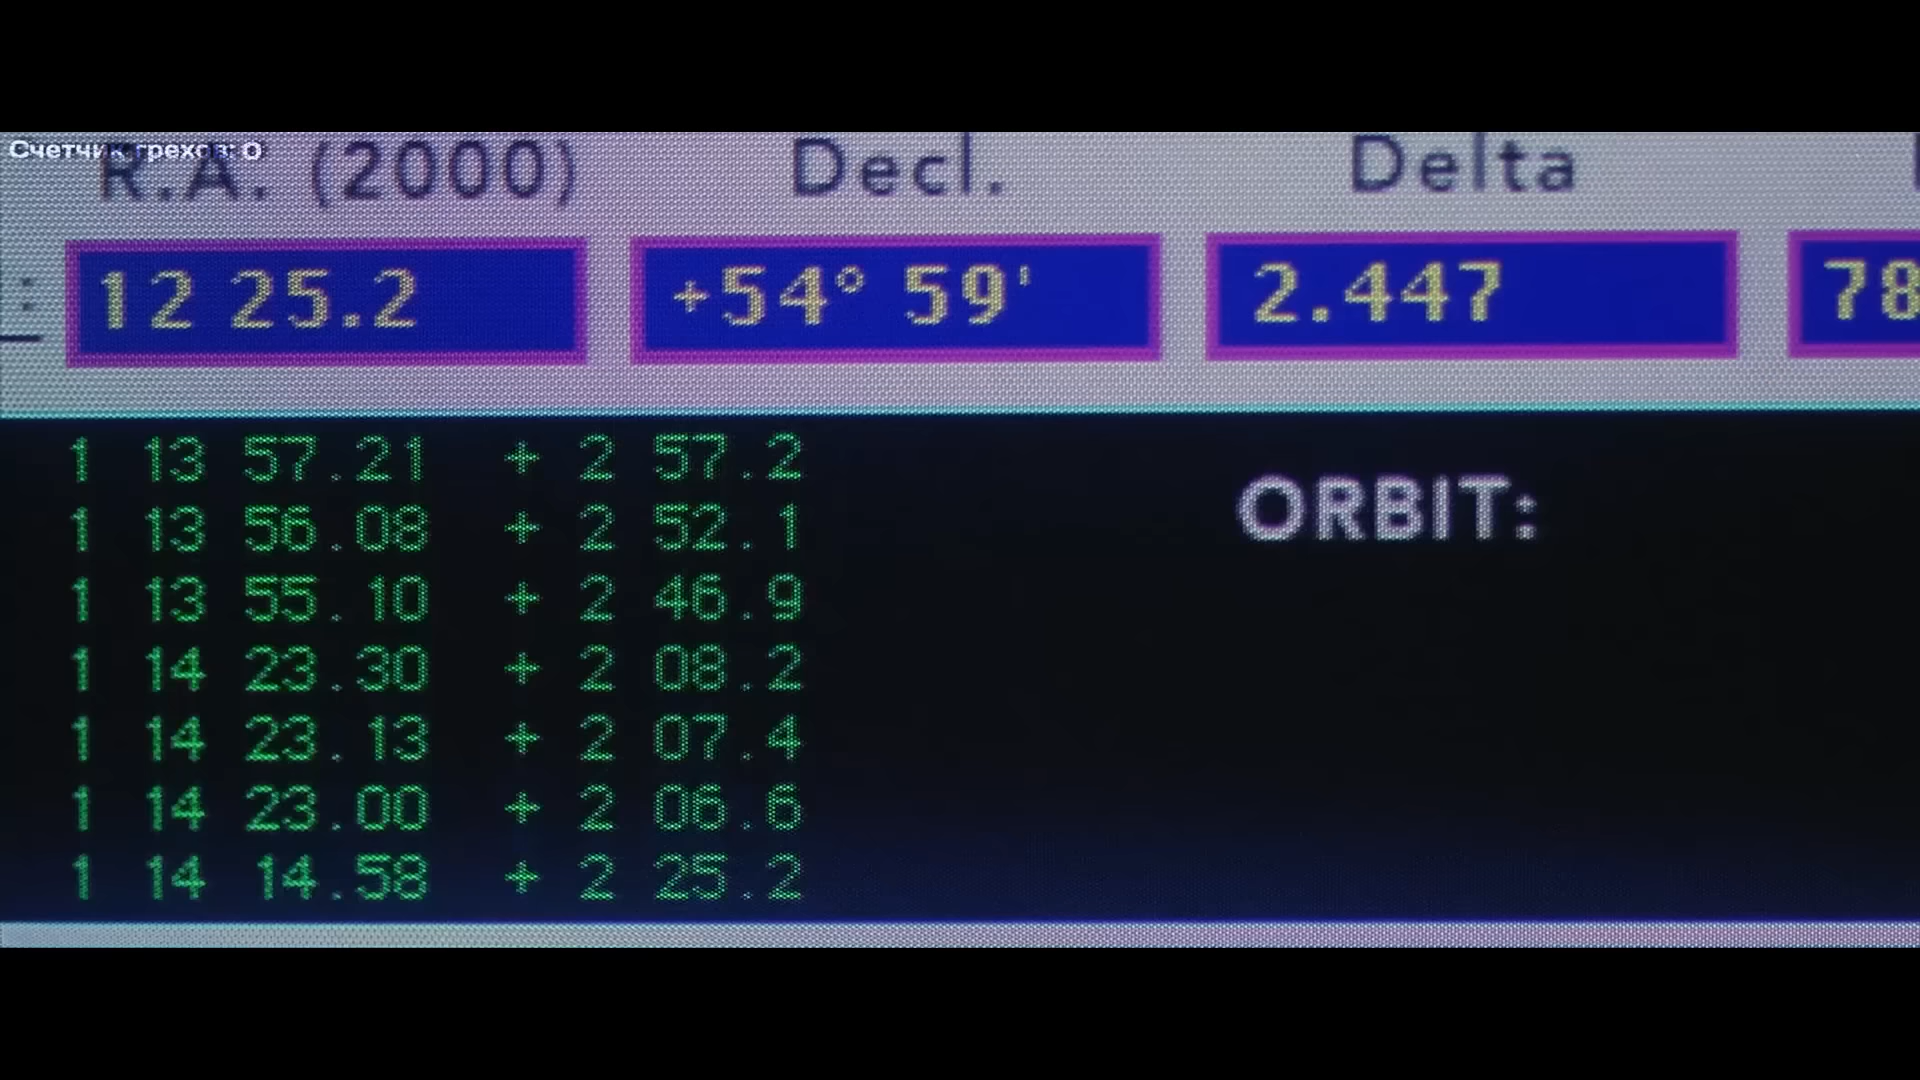 Счетчик грехов: 0
R.A. (2000) Decl. Delta
: 12 25.2 +54° 59' 2.447 78
1 13 57.21 + 2 57.2
ORBIT:
1 13 56.08 + 2 52.1
1 13 55.10 + 2 46.9
1 14 23.30 + 2 08.2
1 14 23.13 + 2 07.4
1 14 23.00 + 2 06.6
1 14 14.58 + 2 25.2